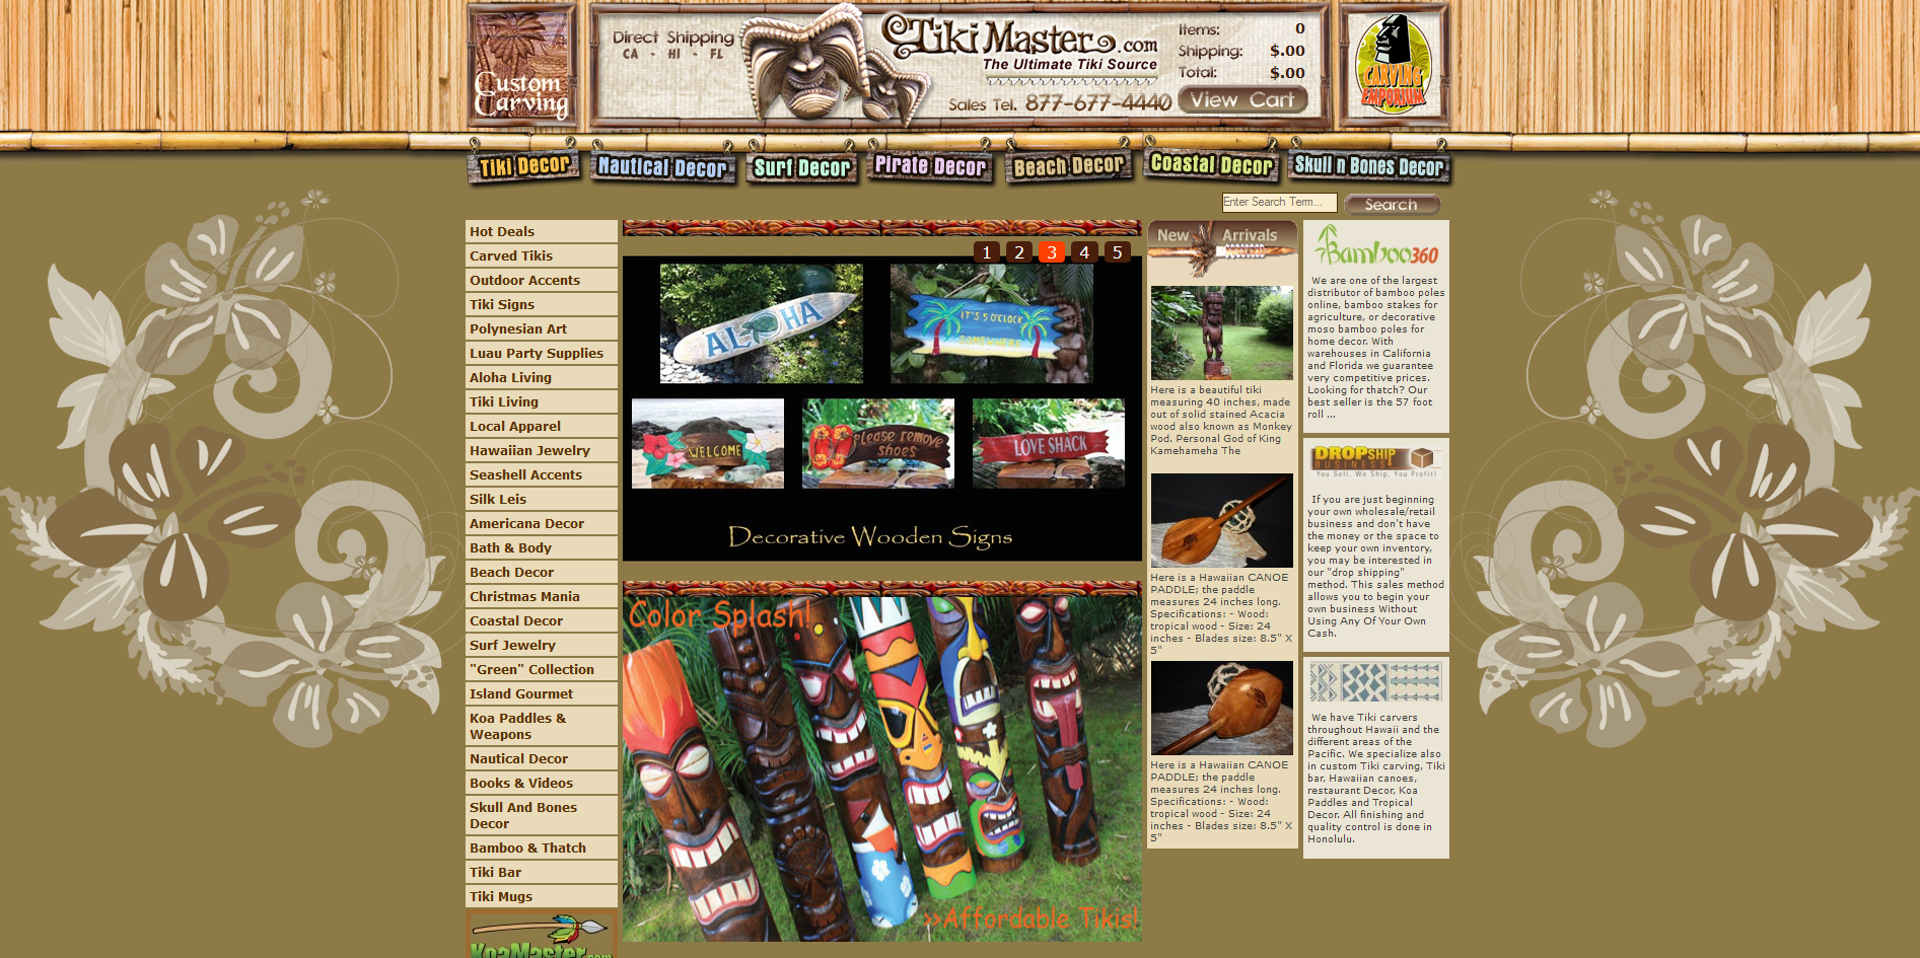 Custom
Carving
Direct Shipping
CA - HI - FL
Tiki Master.com
The Ultimate Tiki Source
Sales Tel. 877-677-4440
Items: 0
Shipping: $.00
Total: $.00
View Cart
CARVING
EMPORIUM
Tiki Decor
Nautical Decor
Surf Decor
Pirate Decor
Beach Decor
Coastal Decor
Skull n Bones Decor
Enter Search Term...
Search
Hot Deals
Carved Tikis
Outdoor Accents
Tiki Signs
Polynesian Art
Luau Party Supplies
Aloha Living
Tiki Living
Local Apparel
Hawaiian Jewelry
Seashell Accents
Silk Leis
Americana Decor
Bath & Body
Beach Decor
Christmas Mania
Coastal Decor
Surf Jewelry
"Green" Collection
Island Gourmet
Koa Paddles &
Weapons
Nautical Decor
Books & Videos
Skull And Bones
Decor
Bamboo & Thatch
Tiki Bar
Tiki Mugs
KoaMaster.com
1 2 3 4 5
ALOHA
IT'S 5 O'CLOCK
SOMEWHERE
WELCOME
Please remove
shoes
LOVE SHACK
Decorative Wooden Signs
Color Splash!
>>Affordable Tikis!
New Arrivals
Here is a beautiful tiki
measuring 40 inches, made
out of solid stained Acacia
wood also known as Monkey
Pod. Personal God of King
Kamehameha The
Here is a Hawaiian CANOE
PADDLE; the paddle
measures 24 inches long.
Specifications: - Wood:
tropical wood - Size: 24
inches - Blades size: 8.5" X
5"
Here is a Hawaiian CANOE
PADDLE; the paddle
measures 24 inches long.
Specifications: - Wood:
tropical wood - Size: 24
inches - Blades size: 8.5" X
5"
Bamboo360
We are one of the largest
distributor of bamboo poles
online, bamboo stakes for
agriculture, or decorative
moso bamboo poles for
home decor. With
warehouses in California
and Florida we guarantee
very competitive prices.
Looking for thatch? Our
best seller is the 57 foot
roll ...
DROPSHIP
BUSINESS
You Sell, We Ship, You Profit!
If you are just beginning
your own wholesale/retail
business and don't have
the money or the space to
keep your own inventory,
you may be interested in
our "drop shipping"
method. This sales method
allows you to begin your
own business Without
Using Any Of Your Own
Cash.
We have Tiki carvers
throughout Hawaii and the
different areas of the
Pacific. We specialize also
in custom Tiki carving, Tiki
bar, Hawaiian canoes,
restaurant Decor, Koa
Paddles and Tropical
Decor. All finishing and
quality control is done in
Honolulu.